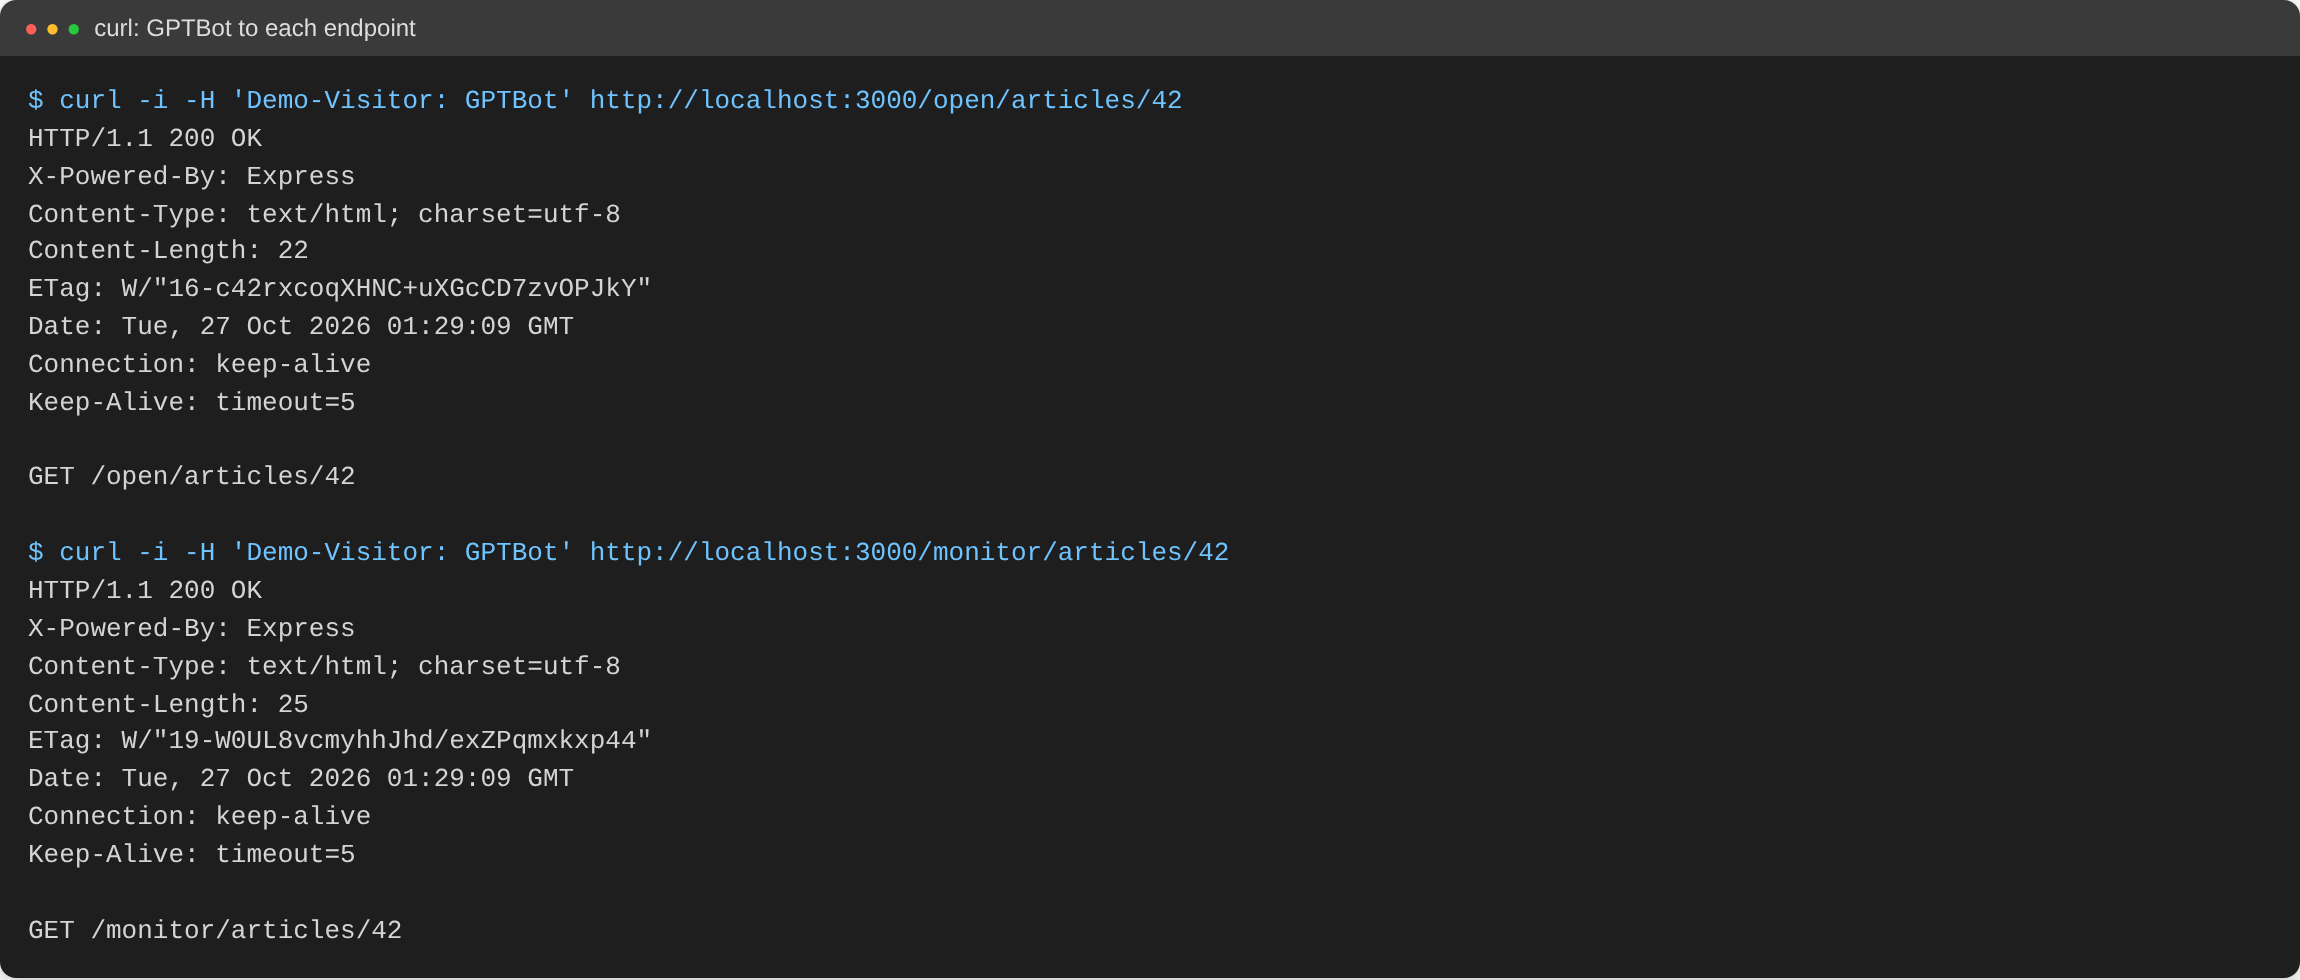 curl: GPTBot to each endpoint
$ curl -i -H 'Demo-Visitor: GPTBot' http://localhost:3000/open/articles/42
HTTP/1.1 200 OK
X-Powered-By: Express
Content-Type: text/html; charset=utf-8
Content-Length: 22
ETag: W/"16-c42rxcoqXHNC+uXGcCD7zvOPJkY"
Date: Tue, 27 Oct 2026 01:29:09 GMT
Connection: keep-alive
Keep-Alive: timeout=5
GET /open/articles/42
$ curl -i -H 'Demo-Visitor: GPTBot' http://localhost:3000/monitor/articles/42
HTTP/1.1 200 OK
X-Powered-By: Express
Content-Type: text/html; charset=utf-8
Content-Length: 25
ETag: W/"19-W0UL8vcmyhhJhd/exZPqmxkxp44"
Date: Tue, 27 Oct 2026 01:29:09 GMT
Connection: keep-alive
Keep-Alive: timeout=5
GET /monitor/articles/42